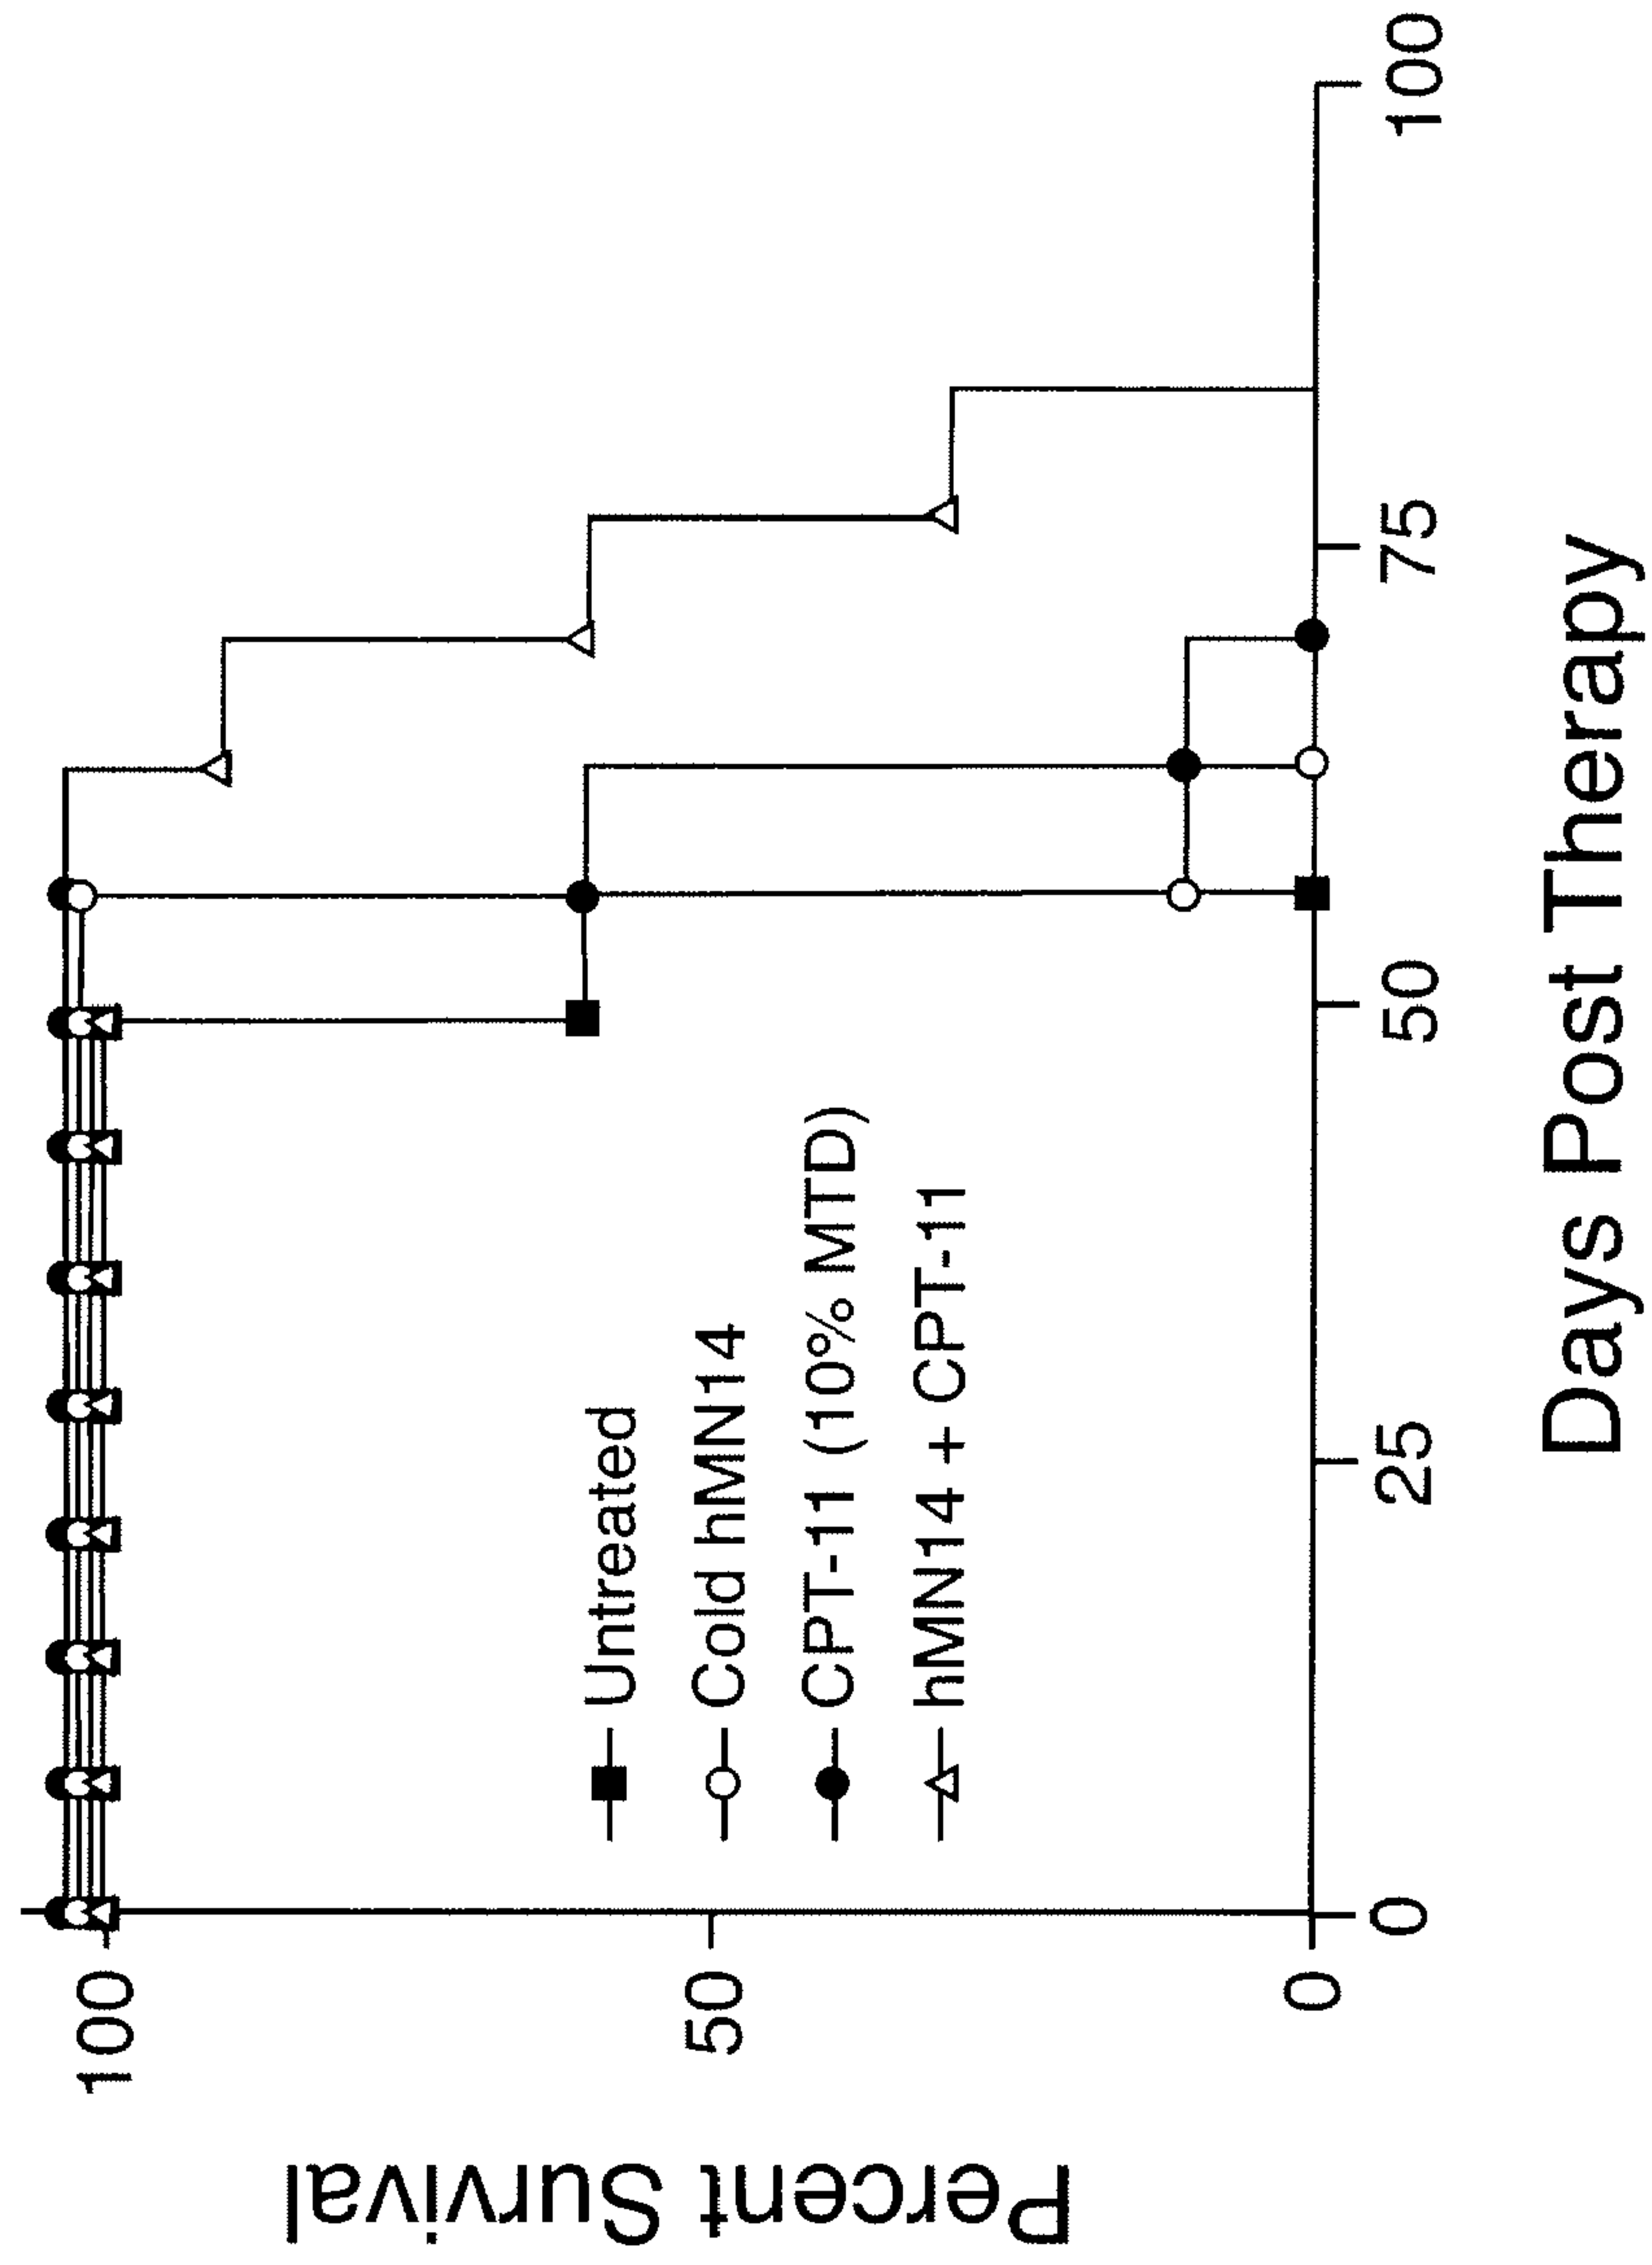 Percent Survival
100
50
0
Untreated
Cold hMN14
CPT-11 (10% MTD)
hMN14 + CPT-11
0
25
50
75
100
Days Post Therapy